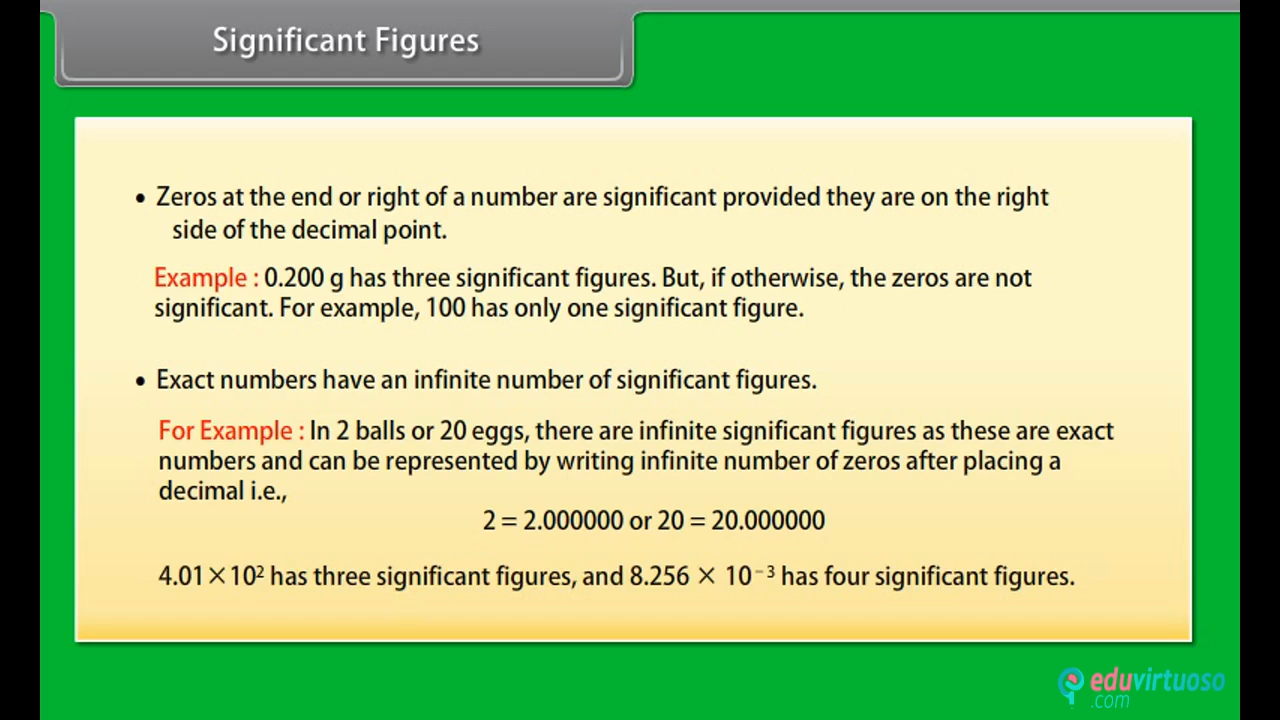 Significant Figures
• Zeros at the end or right of a number are significant provided they are on the right
side of the decimal point.
Example : 0.200 g has three significant figures. But, if otherwise, the zeros are not
significant. For example, 100 has only one significant figure.
• Exact numbers have an infinite number of significant figures.
For Example : In 2 balls or 20 eggs, there are infinite significant figures as these are exact
numbers and can be represented by writing infinite number of zeros after placing a
decimal i.e.,
2 = 2.000000 or 20 = 20.000000
4.01×10² has three significant figures, and 8.256 × 10⁻³ has four significant figures.
eduvirtuoso
.com